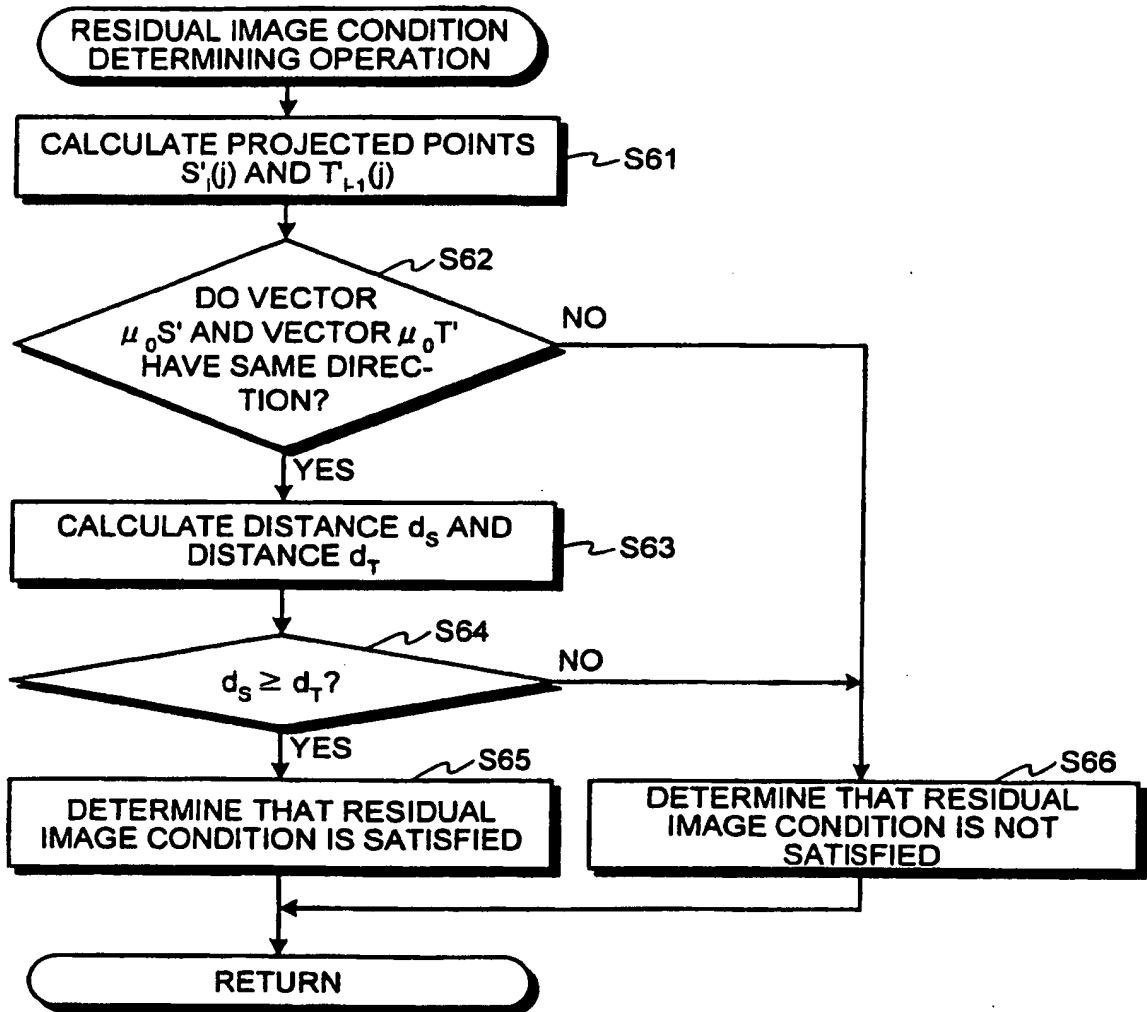 RESIDUAL IMAGE CONDITION
DETERMINING OPERATION
CALCULATE PROJECTED POINTS
S'i(j) AND T'i-1(j)
S61
S62
DO VECTOR
μ0S' AND VECTOR μ0T'
HAVE SAME DIREC-
TION?
NO
YES
CALCULATE DISTANCE dS AND
DISTANCE dT
S63
S64
dS ≥ dT?
NO
YES
S65
DETERMINE THAT RESIDUAL
IMAGE CONDITION IS SATISFIED
S66
DETERMINE THAT RESIDUAL
IMAGE CONDITION IS NOT
SATISFIED
RETURN